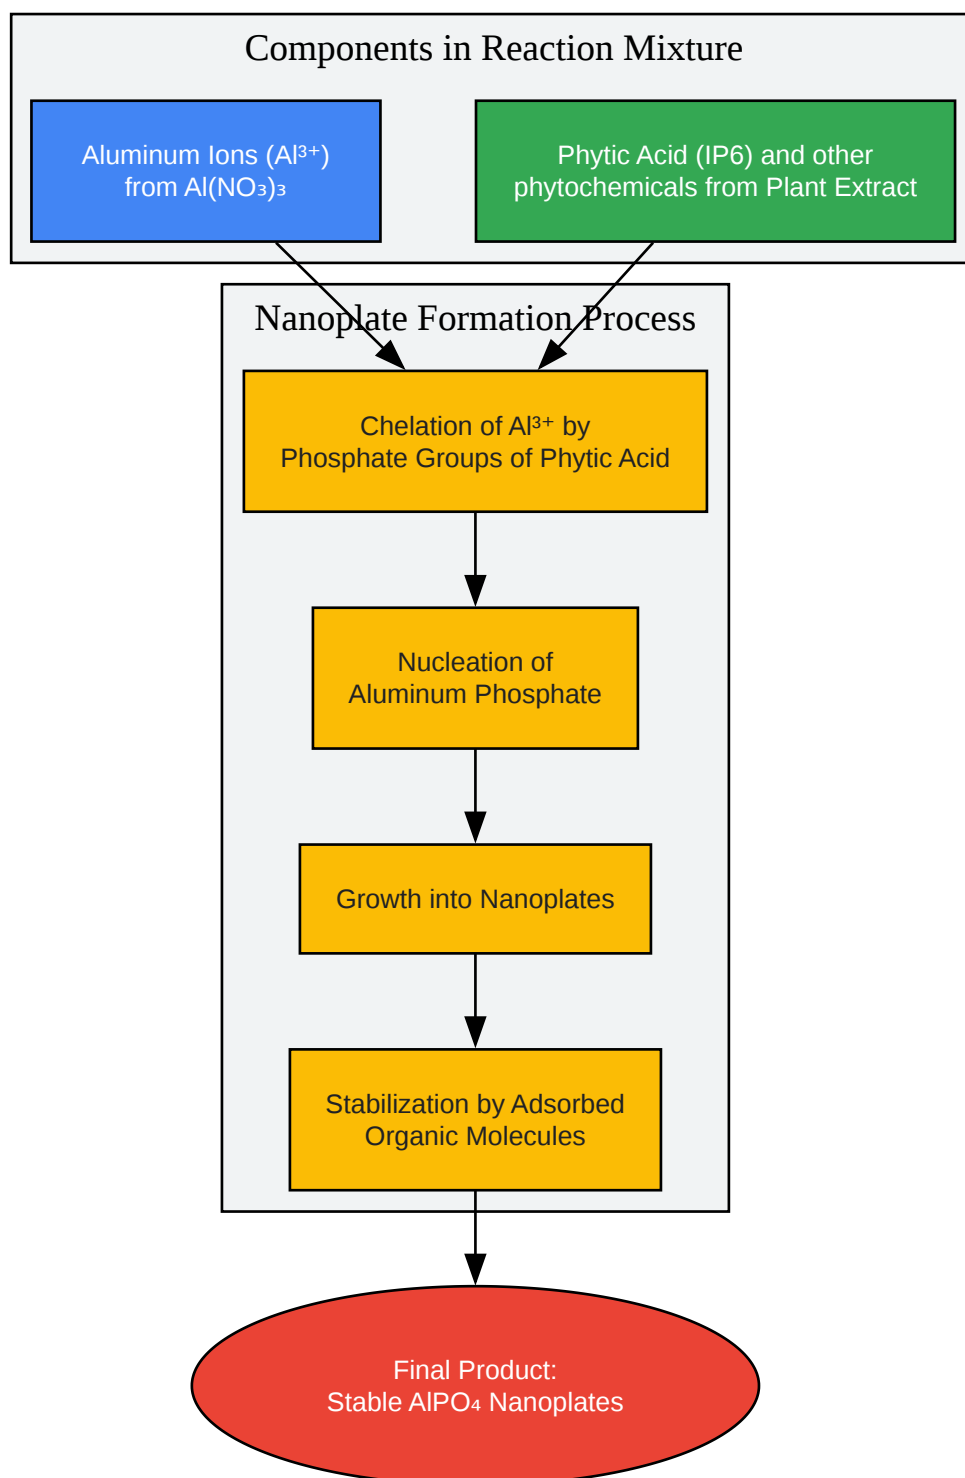 Components in Reaction Mixture
Aluminum Ions (Al³⁺)
from Al(NO₃)₃
Phytic Acid (IP6) and other
phytochemicals from Plant Extract
Nanoplate Formation Process
Chelation of Al³⁺ by
Phosphate Groups of Phytic Acid
Nucleation of
Aluminum Phosphate
Growth into Nanoplates
Stabilization by Adsorbed
Organic Molecules
Final Product:
Stable AlPO₄ Nanoplates